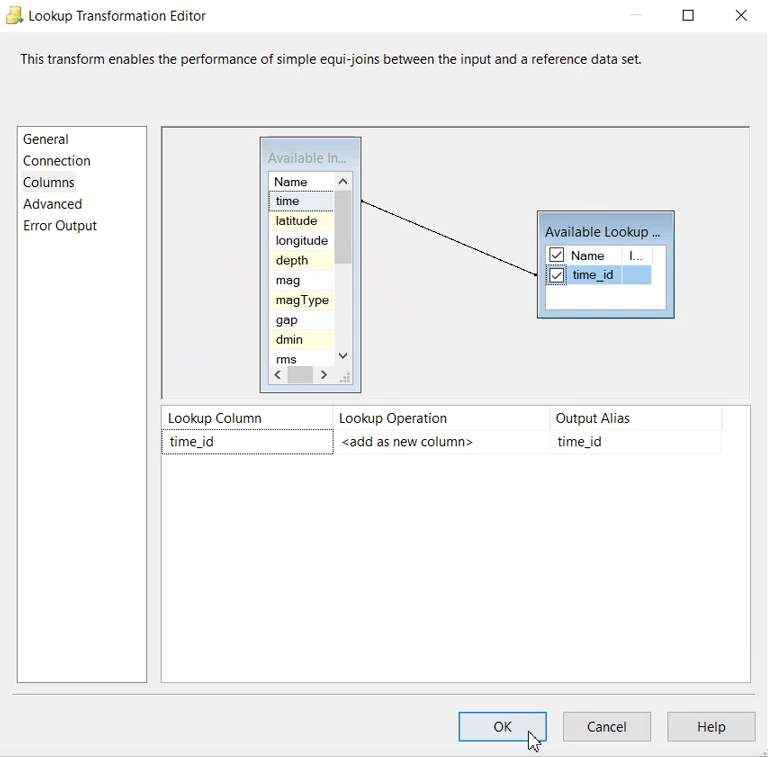 Lookup Transformation Editor
This transform enables the performance of simple equi-joins between the input and a reference data set.
General
Connection
Columns
Advanced
Error Output
Available In...
Name
time
latitude
longitude
depth
mag
magType
gap
dmin
rms
Available Lookup ...
Name I...
time_id
Lookup Column Lookup Operation Output Alias
time_id <add as new column> time_id
OK Cancel Help